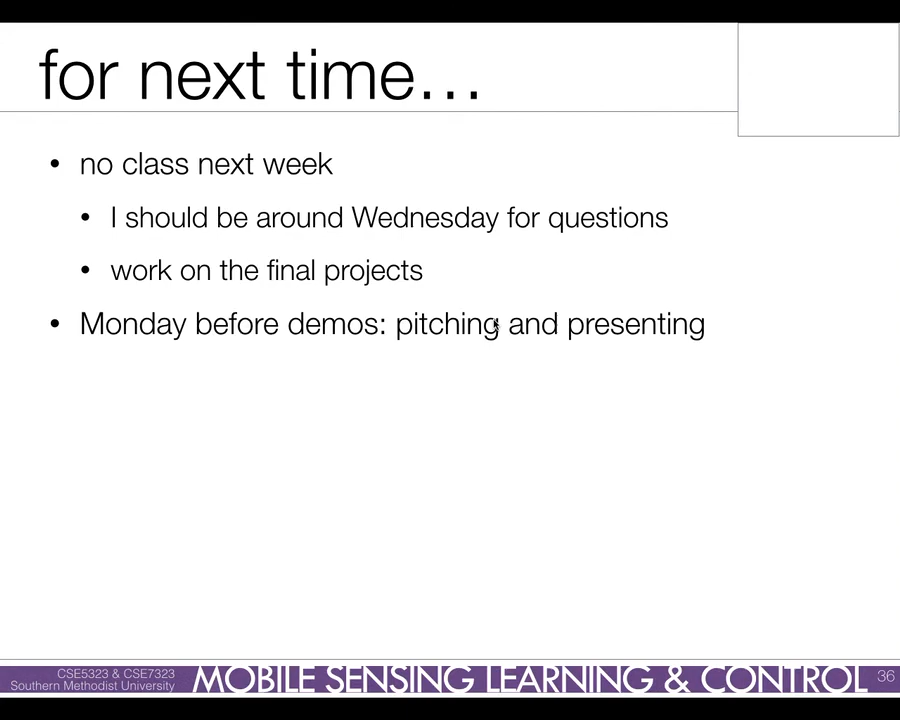 for next time…
• no class next week
• I should be around Wednesday for questions
• work on the final projects
• Monday before demos: pitching and presenting
CSE5323 & CSE7323
Southern Methodist University
MOBILE SENSING LEARNING & CONTROL
36